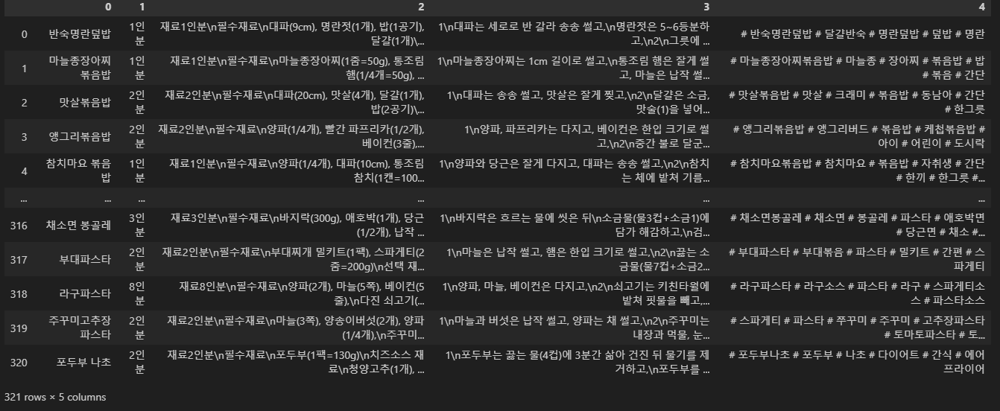 0 1 2 3 4
0 반숙명란덮밥 1인분 재료1인분\n필수재료\n대파(9cm), 명란젓(1개), 밥(1공기), 달걀(1개)\... 1\n대파는 세로로 반 갈라 송송 썰고,\n명란젓은 5~6등분하고,\n2\n그릇에 ... # 반숙명란덮밥 # 달걀반숙 # 명란덮밥 # 덮밥 # 명란
1 마늘종장아찌볶음밥 1인분 재료1인분\n필수재료\n마늘종장아찌(1줌=50g), 통조림 햄(1/4개=50g), ... 1\n마늘종장아찌는 1cm 길이로 썰고,\n통조림 햄은 잘게 썰고, 마늘은 납작 썰... # 마늘종장아찌볶음밥 # 마늘종 # 장아찌 # 볶음밥 # 밥 # 볶음 # 간단
2 맛살볶음밥 2인분 재료2인분\n필수재료\n대파(20cm), 맛살(4개), 달걀(1개), 밥(2공기)\... 1\n대파는 송송 썰고, 맛살은 잘게 찢고,\n2\n달걀은 소금, 맛술(1)을 넣어... # 맛살볶음밥 # 맛살 # 크래미 # 볶음밥 # 동남아 # 간단 # 한그릇
3 앵그리볶음밥 2인분 재료2인분\n필수재료\n양파(1/4개), 빨간 파프리카(1/2개), 베이컨(3줄),... 1\n양파, 파프리카는 다지고, 베이컨은 한입 크기로 썰고,\n2\n중간 불로 달군... # 앵그리볶음밥 # 앵그리버드 # 볶음밥 # 케첩볶음밥 # 아이 # 어린이 # 도시락
4 참치마요 볶음밥 1인분 재료1인분\n필수재료\n양파(1/4개), 대파(10cm), 통조림 참치(1캔=100... 1\n양파와 당근은 잘게 다지고, 대파는 송송 썰고,\n2\n참치는 체에 밭쳐 기름... # 참치마요볶음밥 # 참치마요 # 볶음밥 # 자취생 # 간단 # 한끼 # 한그릇 #...
... ... ... ... ... ...
316 채소면 봉골레 3인분 재료3인분\n필수재료\n바지락(300g), 애호박(1개), 당근(1/2개), 납작 ... 1\n바지락은 흐르는 물에 씻은 뒤\n소금물(물3컵+소금1)에 담가 해감하고,\n검... # 채소면봉골레 # 채소면 # 봉골레 # 파스타 # 애호박면 # 당근면 # 채소 #...
317 부대파스타 2인분 재료2인분\n필수재료\n부대찌개 밀키트(1팩), 스파게티(2줌=200g)\n선택 재... 1\n마늘은 납작 썰고, 햄은 한입 크기로 썰고,\n2\n끓는 소금물(물7컵+소금2... # 부대파스타 # 부대볶음 # 파스타 # 밀키트 # 간편 # 스파게티
318 라구파스타 8인분 재료8인분\n필수재료\n양파(2개), 마늘(5쪽), 베이컨(5줄),\n다진 쇠고기(... 1\n양파, 마늘, 베이컨은 다지고,\n2\n쇠고기는 키친타월에 밭쳐 핏물을 빼고,... # 라구파스타 # 라구소스 # 파스타 # 라구 # 스파게티소스 # 파스타소스
319 주꾸미고추장파스타 2인분 재료2인분\n필수재료\n마늘(3쪽), 양송이버섯(2개), 양파(1/4개),\n주꾸미... 1\n마늘과 버섯은 납작 썰고, 양파는 채 썰고,\n2\n주꾸미는 내장과 먹물, 눈... # 스파게티 # 파스타 # 쭈꾸미 # 주꾸미 # 고추장파스타 # 토마토파스타 # 토...
320 포두부 나초 2인분 재료2인분\n필수재료\n포두부(1팩=130g)\n치즈소스 재료\n청양고추(1개), ... 1\n포두부는 끓는 물(4컵)에 3분간 삶아 건진 뒤 물기를 제거하고,\n포두부를 ... # 포두부나초 # 포두부 # 나초 # 다이어트 # 간식 # 에어프라이어
321 rows × 5 columns